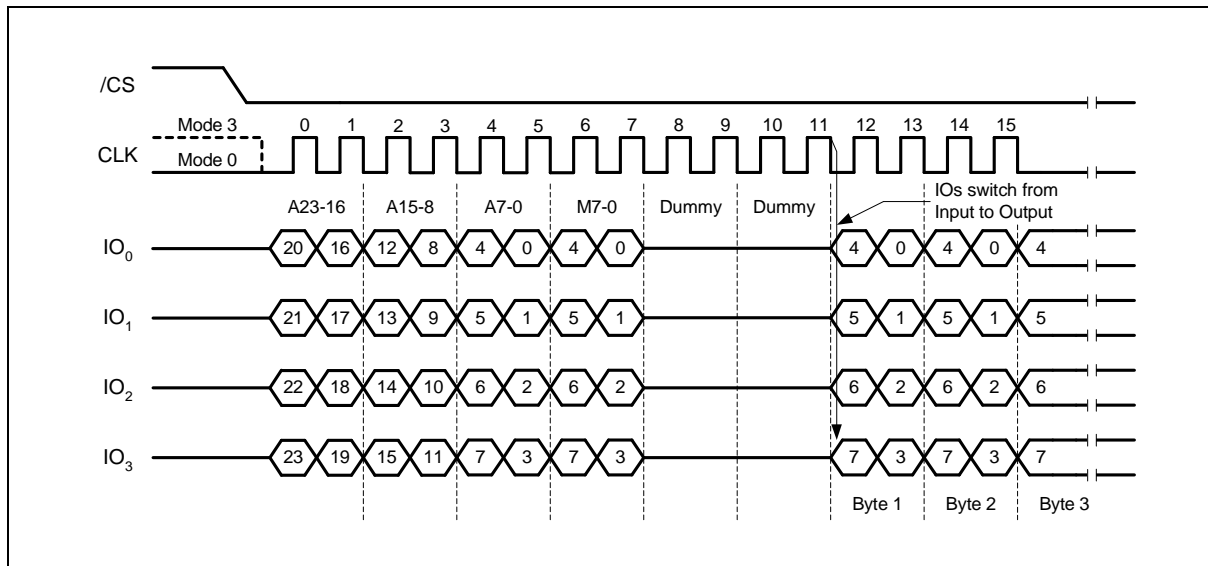 /CS
Mode 3
0 1 2 3 4 5 6 7 8 9 10 11 12 13 14 15
CLK
Mode 0
IOs switch from
Input to Output
A23-16 A15-8 A7-0 M7-0 Dummy Dummy
IO0 20 16 12 8 4 0 4 0 4 0 4 0 4
IO1 21 17 13 9 5 1 5 1 5 1 5 1 5
IO2 22 18 14 10 6 2 6 2 6 2 6 2 6
IO3 23 19 15 11 7 3 7 3 7 3 7 3 7
Byte 1 Byte 2 Byte 3